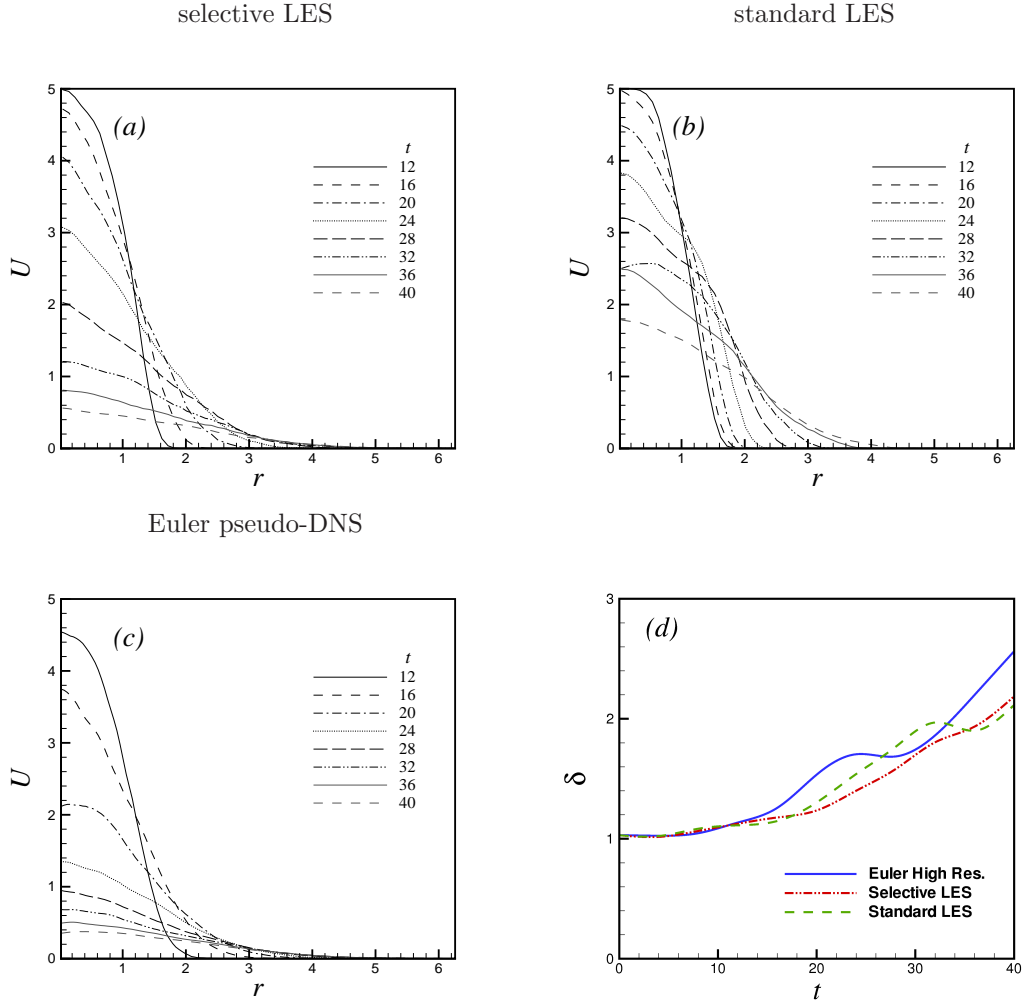 selective LES
standard LES
(a)
U
5
4
3
2
1
0
t
12
16
20
24
28
32
36
40
1 2 3 4 5 6
r
(b)
U
5
4
3
2
1
0
t
12
16
20
24
28
32
36
40
1 2 3 4 5 6
r
Euler pseudo-DNS
(c)
U
5
4
3
2
1
0
t
12
16
20
24
28
32
36
40
1 2 3 4 5 6
r
(d)
δ
3
2
1
0
Euler High Res.
Selective LES
Standard LES
0 10 20 30 40
t